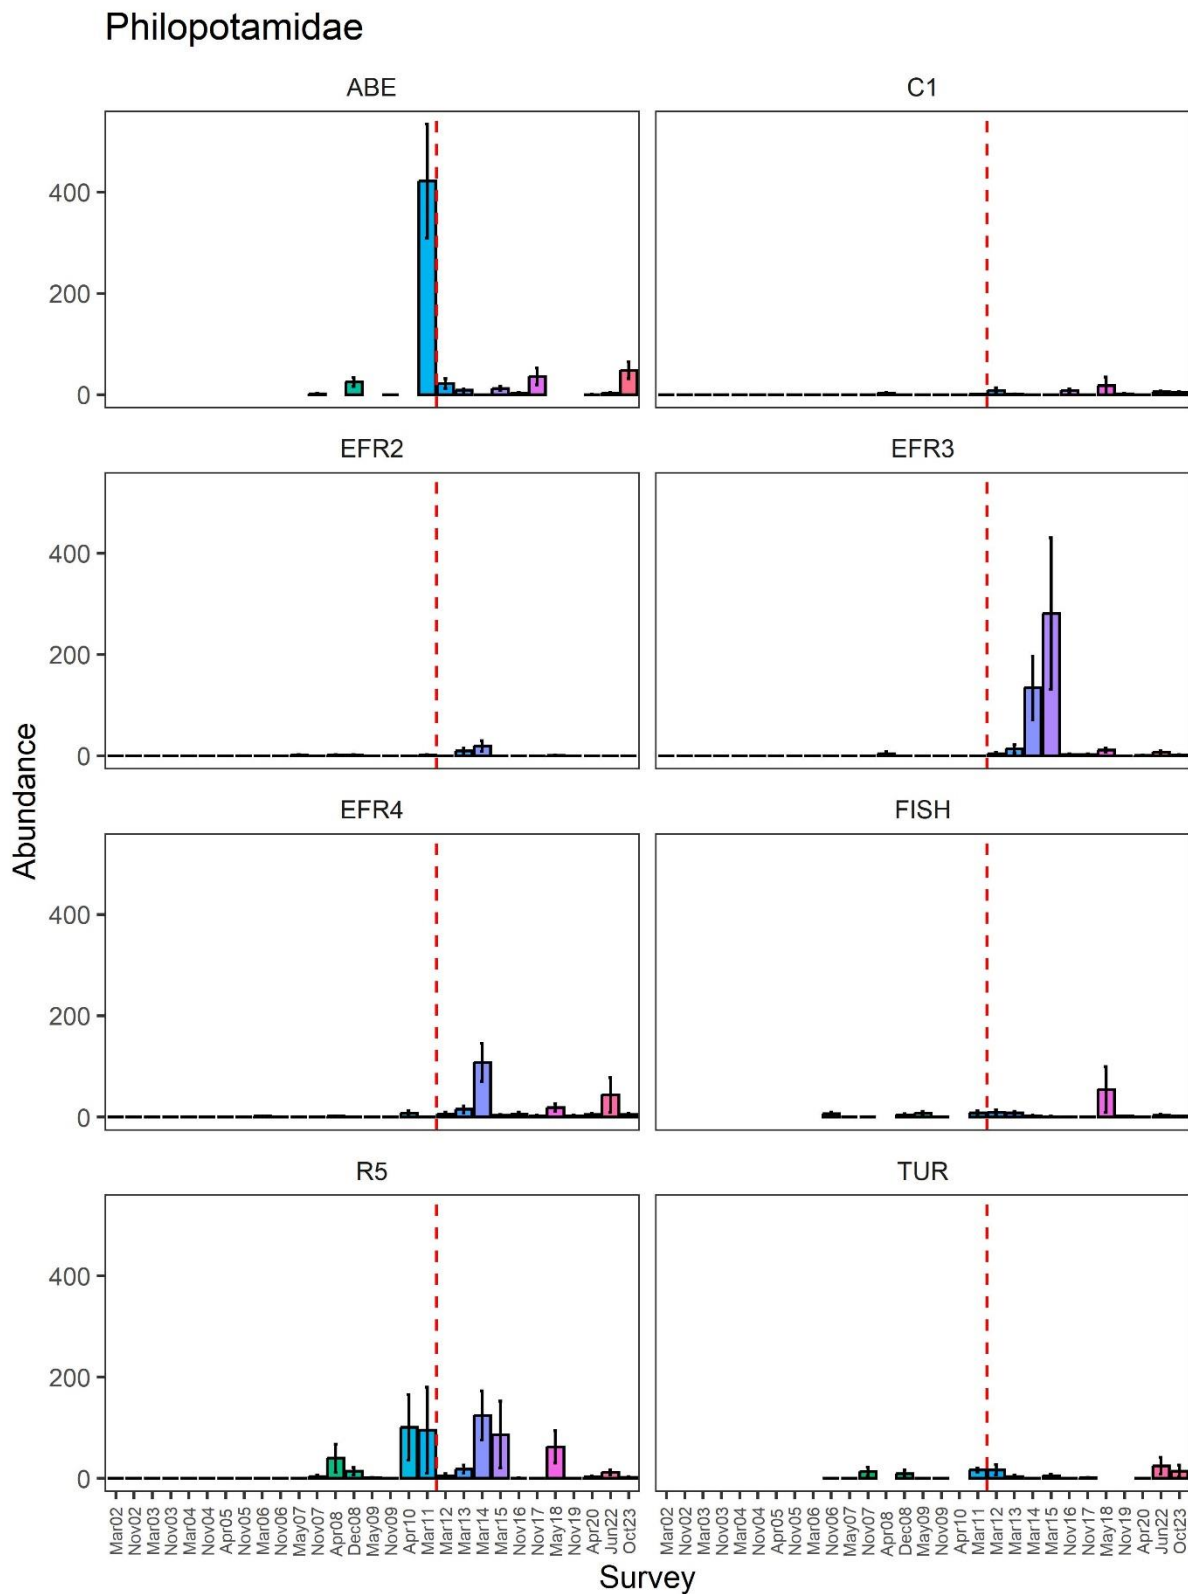 Philopotamidae
ABE
C1
400
200
0
EFR2
EFR3
400
200
0
EFR4
FISH
400
200
0
R5
TUR
400
200
0
Abundance
Mar02
Nov02
Mar03
Nov03
Mar04
Nov04
Apr05
Nov05
Mar06
Nov06
May07
Nov07
Apr08
Dec08
May09
Nov09
Apr10
Mar11
Mar12
Mar13
Mar14
Mar15
Nov16
Nov17
May18
Nov19
Apr20
Jun22
Oct23
Mar02
Nov02
Mar03
Nov03
Mar04
Nov04
Apr05
Nov05
Mar06
Nov06
May07
Nov07
Apr08
Dec08
May09
Nov09
Apr10
Mar11
Mar12
Mar13
Mar14
Mar15
Nov16
Nov17
May18
Nov19
Apr20
Jun22
Oct23
Survey